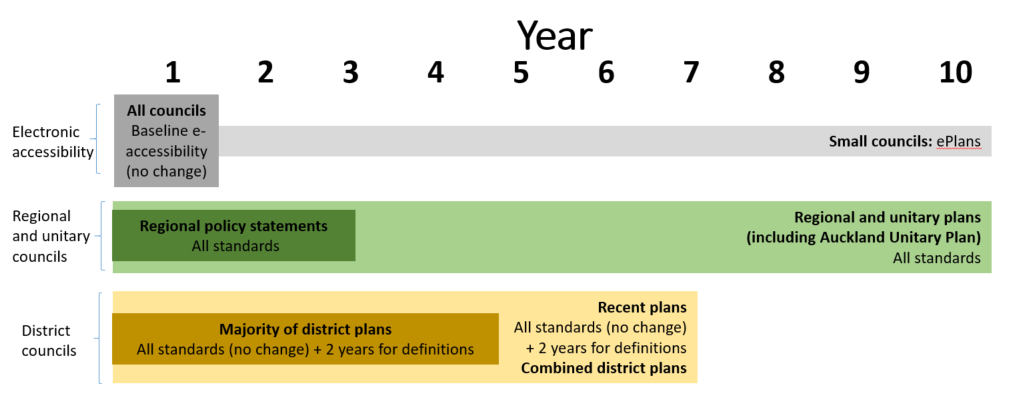 Year
1 2 3 4 5 6 7 8 9 10
Electronic
accessibility
All councils
Baseline e-
accessibility
(no change)
Small councils: ePlans
Regional
and unitary
councils
Regional policy statements
All standards
Regional and unitary plans
(including Auckland Unitary Plan)
All standards
District
councils
Majority of district plans
All standards (no change) + 2 years for definitions
Recent plans
All standards (no change)
+ 2 years for definitions
Combined district plans